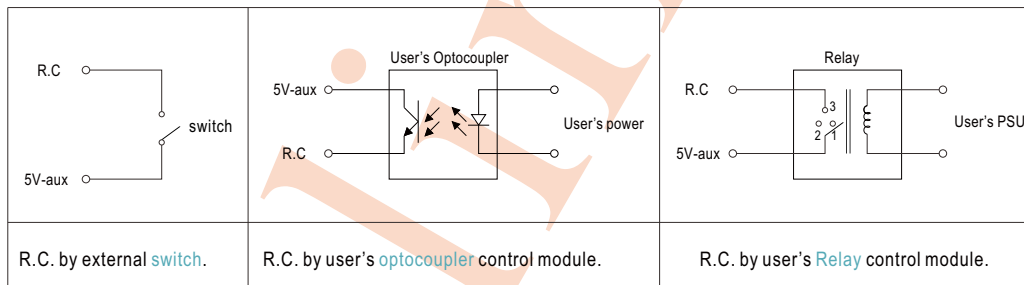 R.C
switch
5V-aux
User's Optocoupler
5V-aux
User's power
R.C
Relay
R.C
3
2 1
User's PSU
5V-aux
R.C. by external switch.
R.C. by user's optocoupler control module.
R.C. by user's Relay control module.